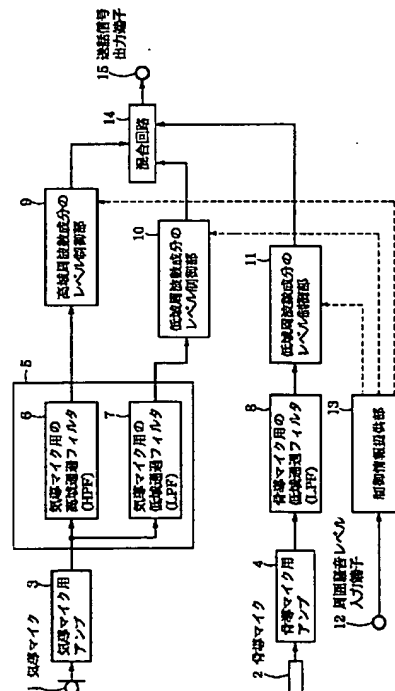 1 気導マイク
3
気導マイク用
アンプ
5
6
気導マイク用の
高域通過フィルタ
(HPF)
7
気導マイク用の
低域通過フィルタ
(LPF)
9
高域周波数成分の
レベル制御部
10
低域周波数成分の
レベル制御部
14
混合回路
15 送話信号
出力端子
2 骨導マイク
4
骨導マイク用
アンプ
8
骨導マイク用の
低域通過フィルタ
(LPF)
11
低域周波数成分の
レベル制御部
12 周囲騒音レベル
入力端子
13
制御情報提供部